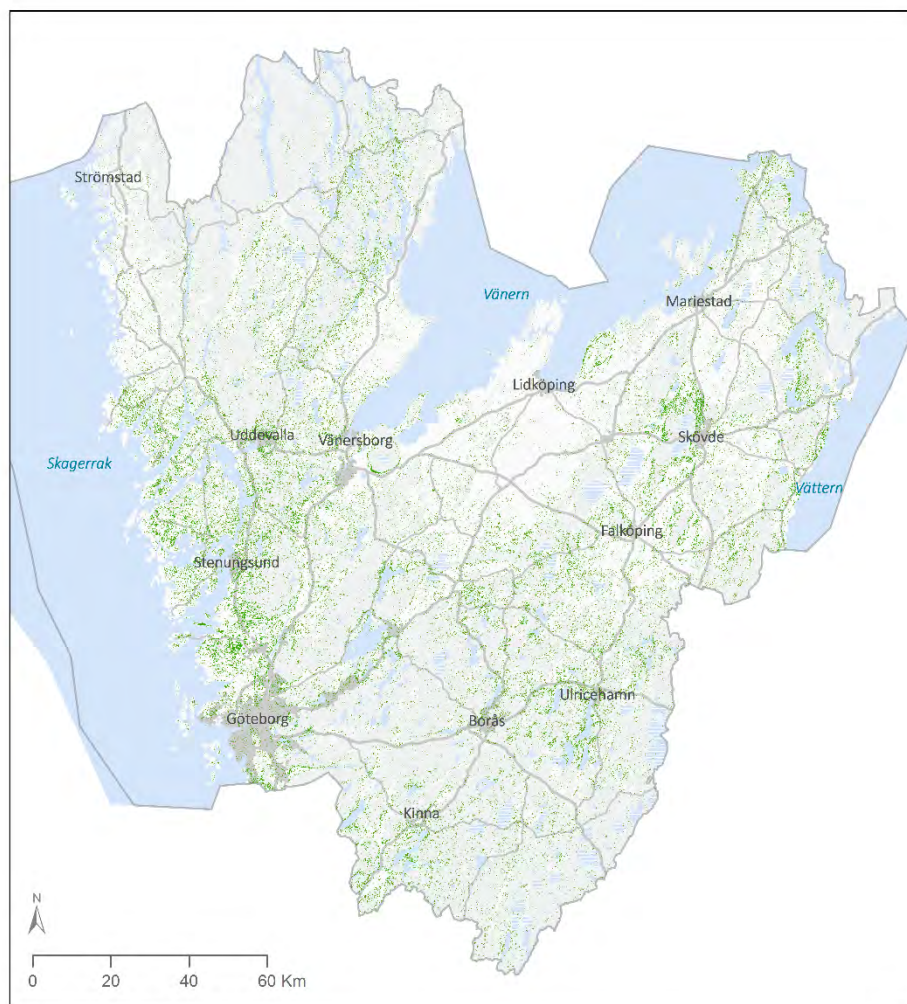 Strömstad
Vänern
Mariestad
Lidköping
Uddevalla
Vänersborg
Skövde
Skagerrak
Vättern
Falköping
Stenungsund
Ulricehamn
Göteborg
Borås
Kinna
N
0 20 40 60 Km